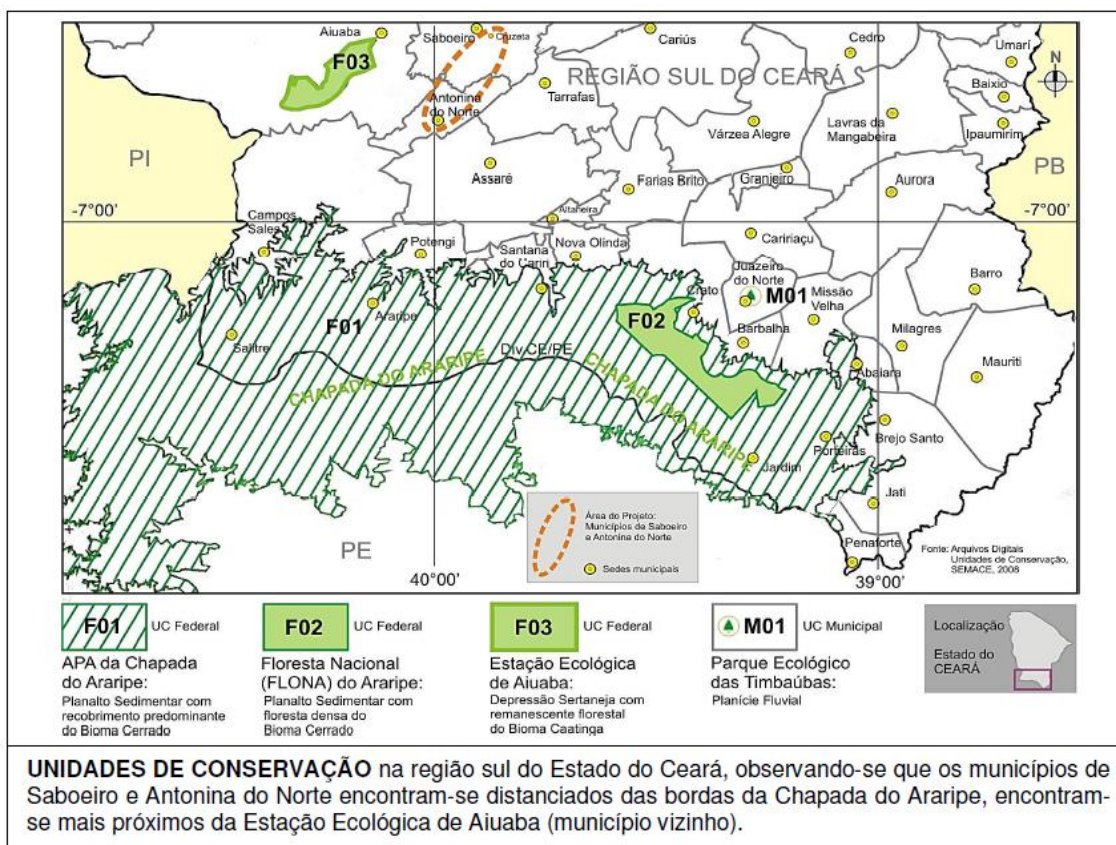 Aiuaba
Saboeiro
Cruzeta
Cariús
Cedro
Umarí
N
F03
REGIÃO SUL DO CEARÁ
Baixio
Antonina
do Norte
Tarrafas
Lavras da
Mangabeira
Ipaumirim
Várzea Alegre
PI
PB
Assaré
Farias Brito
Granjeiro
Aurora
-7°00'
-7°00'
Campos
Sales
Altaneira
Potengi
Santana
do Cariri
Nova Olinda
Caririaçu
Juazeiro
do Norte
Barro
Crato
M01
Missão
Velha
F01
Araripe
F02
Salitre
Barbalha
Milagres
Div.CE/PE
Mauriti
CHAPADA DO ARARIPE
CHAPADA DO ARARIPE
Abaiara
Brejo Santo
Porteiras
Jardim
Jati
PE
Área do Projeto:
Municípios de Saboeiro
e Antonina do Norte
Sedes municipais
Penaforte
Fonte: Arquivos Digitais
Unidades de Conservação,
SEMACE, 2008
40°00'
39°00'
F01 UC Federal
APA da Chapada
do Araripe:
Planalto Sedimentar com
recobrimento predominante
do Bioma Cerrado
F02 UC Federal
Floresta Nacional
(FLONA) do Araripe:
Planalto Sedimentar com
floresta densa do
Bioma Cerrado
F03 UC Federal
Estação Ecológica
de Aiuaba:
Depressão Sertaneja com
remanescente florestal
do Bioma Caatinga
M01 UC Municipal
Parque Ecológico
das Timbaúbas:
Planície Fluvial
Localização
Estado do
CEARÁ
UNIDADES DE CONSERVAÇÃO na região sul do Estado do Ceará, observando-se que os municípios de
Saboeiro e Antonina do Norte encontram-se distanciados das bordas da Chapada do Araripe, encontram-
se mais próximos da Estação Ecológica de Aiuaba (município vizinho).